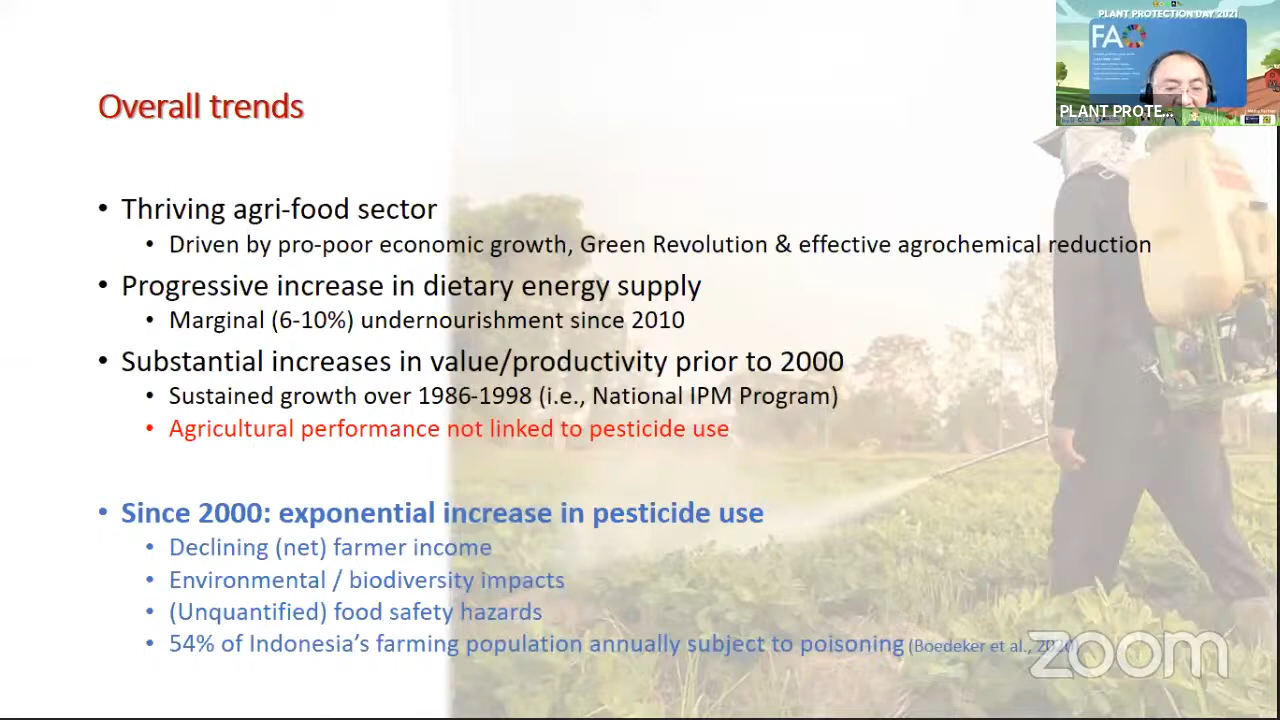 PLANT PROTECTION DAY 2021
FAO
PLANT PROTE...
Overall trends
• Thriving agri-food sector
• Driven by pro-poor economic growth, Green Revolution & effective agrochemical reduction
• Progressive increase in dietary energy supply
• Marginal (6-10%) undernourishment since 2010
• Substantial increases in value/productivity prior to 2000
• Sustained growth over 1986-1998 (i.e., National IPM Program)
• Agricultural performance not linked to pesticide use
• Since 2000: exponential increase in pesticide use
• Declining (net) farmer income
• Environmental / biodiversity impacts
• (Unquantified) food safety hazards
• 54% of Indonesia's farming population annually subject to poisoning (Boedeker et al., 2020)
zoom